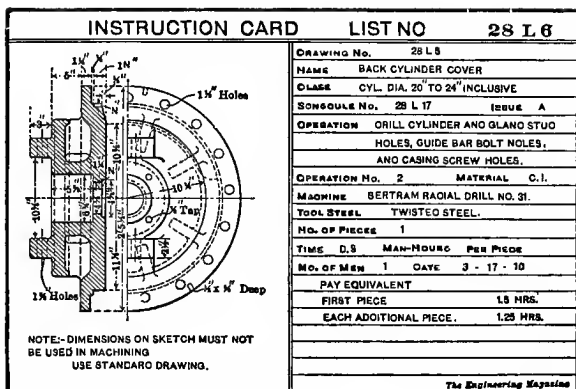 INSTRUCTION CARD LIST NO 28 L 6
DRAWING NO. 28 L 5
NAME BACK CYLINDER COVER
CLASS CYL. DIA. 20" TO 24" INCLUSIVE
SCHEDULE NO. 28 L 17 ISSUE A
OPERATION DRILL CYLINDER AND GLAND STUD
HOLES, GUIDE BAR BOLT HOLES,
AND CASING SCREW HOLES.
OPERATION NO. 2 MATERIAL C.I.
MACHINE BERTRAM RADIAL DRILL NO. 31.
TOOL STEEL TWISTED STEEL.
NO. OF PIECES 1
TIME D.S MAN-HOURS PER PIECE
NO. OF MEN 1 DATE 3 - 17 - 10
PAY EQUIVALENT
FIRST PIECE 1.5 HRS.
EACH ADDITIONAL PIECE. 1.25 HRS.
The Engineering Magazine
5"
3"
Holes
Tap
Deep
Holes
NOTE:- DIMENSIONS ON SKETCH MUST NOT
BE USED IN MACHINING
USE STANDARD DRAWING.